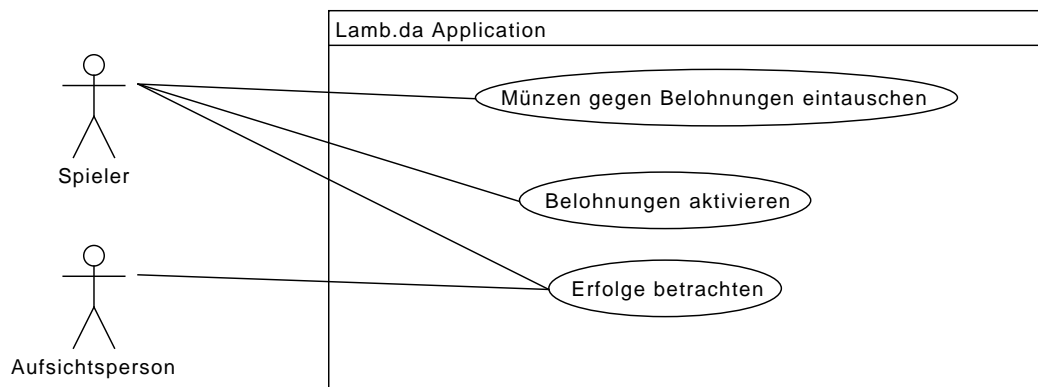 Lamb.da Application
Münzen gegen Belohnungen eintauschen
Spieler
Belohnungen aktivieren
Erfolge betrachten
Aufsichtsperson